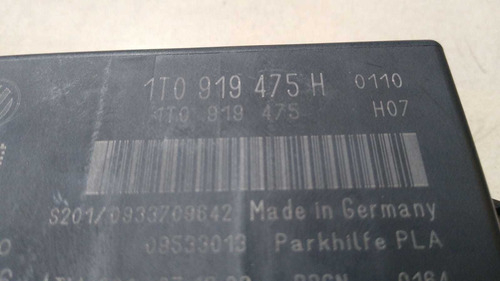 1T0 919 475 H 0110
1T0 919 475 H07
S201/0933709642 Made in Germany
09533013 Parkhilfe PLA